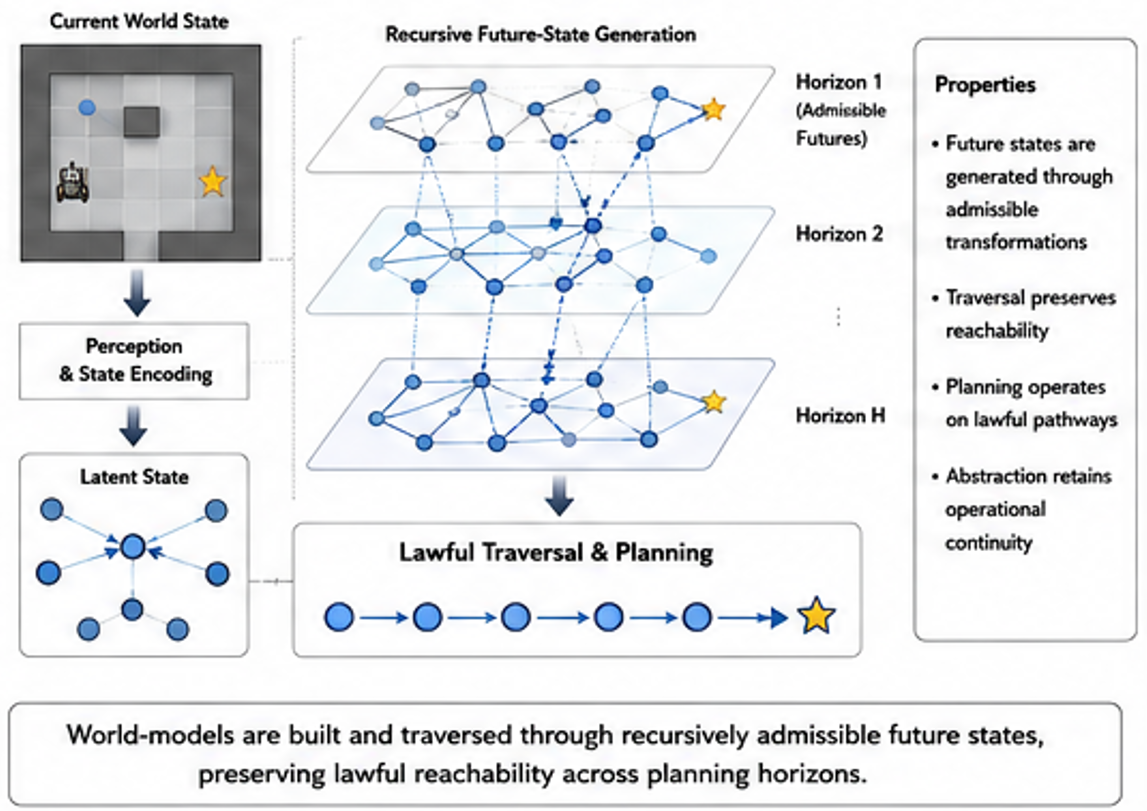 Current World State
Recursive Future-State Generation
Horizon 1
(Admissible
Futures)
Horizon 2
Horizon H
Perception
& State Encoding
Latent State
Lawful Traversal & Planning
Properties
• Future states are
generated through
admissible
transformations
• Traversal preserves
reachability
• Planning operates
on lawful pathways
• Abstraction retains
operational
continuity
World-models are built and traversed through recursively admissible future states,
preserving lawful reachability across planning horizons.